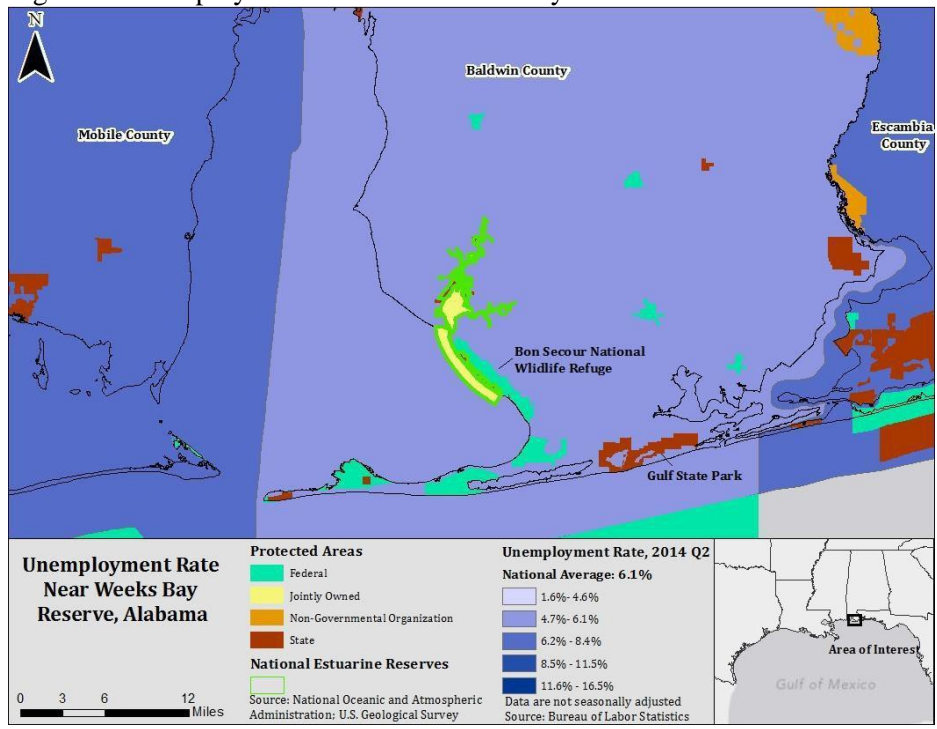 N
Baldwin County
Mobile County
Escambia
County
Bon Secour National
Wlidlife Refuge
Gulf State Park
Unemployment Rate
Near Weeks Bay
Reserve, Alabama
0 3 6 12
Miles
Protected Areas
Federal
Jointly Owned
Non-Governmental Organization
State
National Estuarine Reserves
Source: National Oceanic and Atmospheric
Administration; U.S. Geological Survey
Unemployment Rate, 2014 Q2
National Average: 6.1%
1.6%- 4.6%
4.7%- 6.1%
6.2% - 8.4%
8.5% - 11.5%
11.6% - 16.5%
Data are not seasonally adjusted
Source: Bureau of Labor Statistics
Area of Interest
Gulf of Mexico